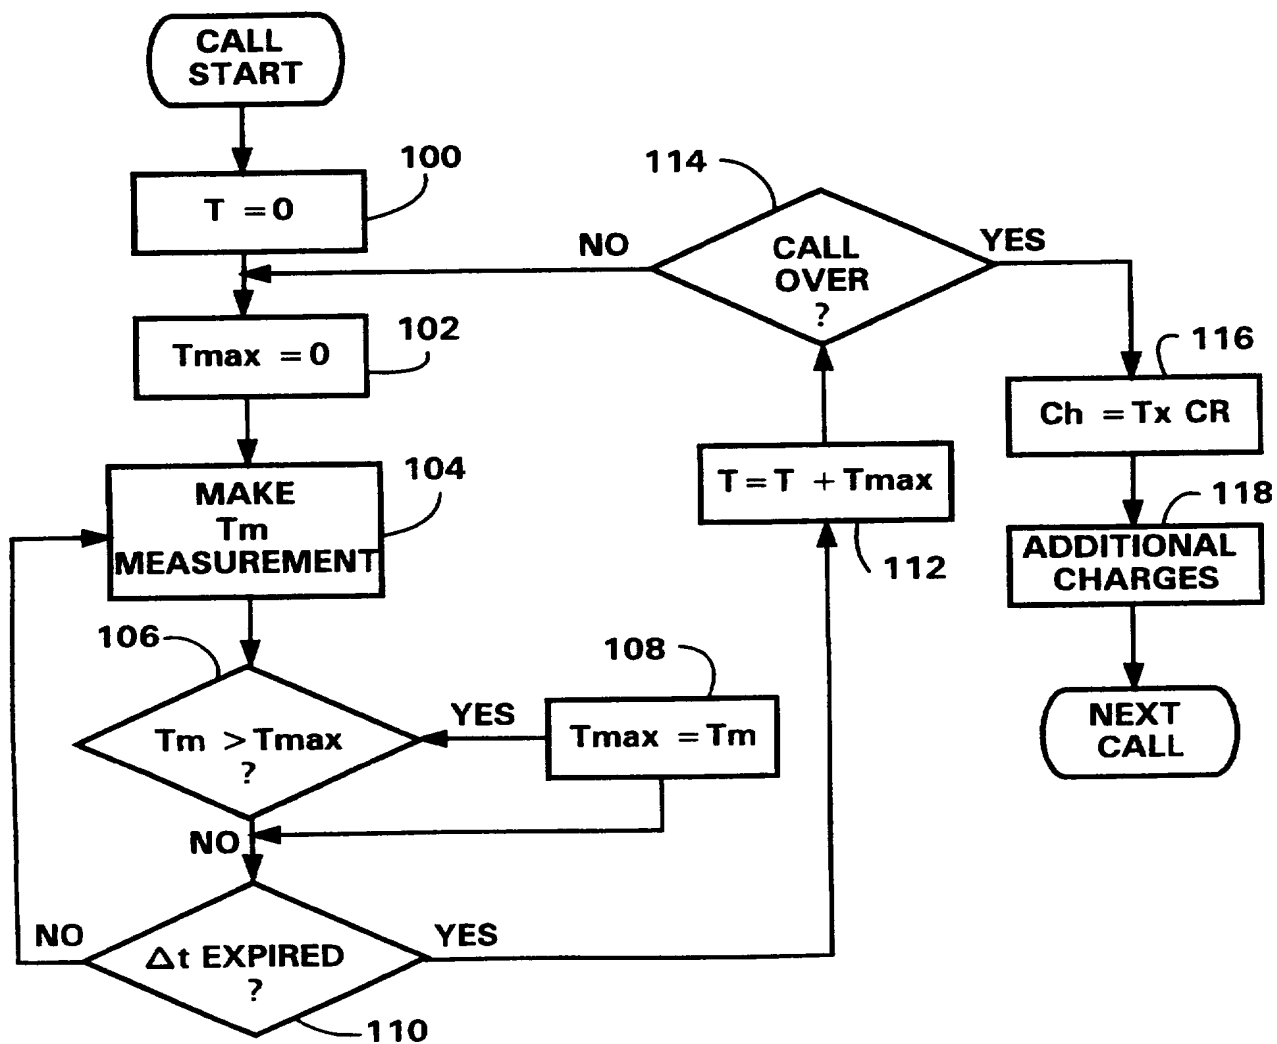 CALL
START
100
T = 0
114
CALL
OVER
?
NO
YES
102
Tmax = 0
116
Ch = Tx CR
104
MAKE
Tm
MEASUREMENT
T = T + Tmax
112
118
ADDITIONAL
CHARGES
106
Tm > Tmax
?
YES
108
Tmax = Tm
NEXT
CALL
NO
NO
Δt EXPIRED
?
YES
110